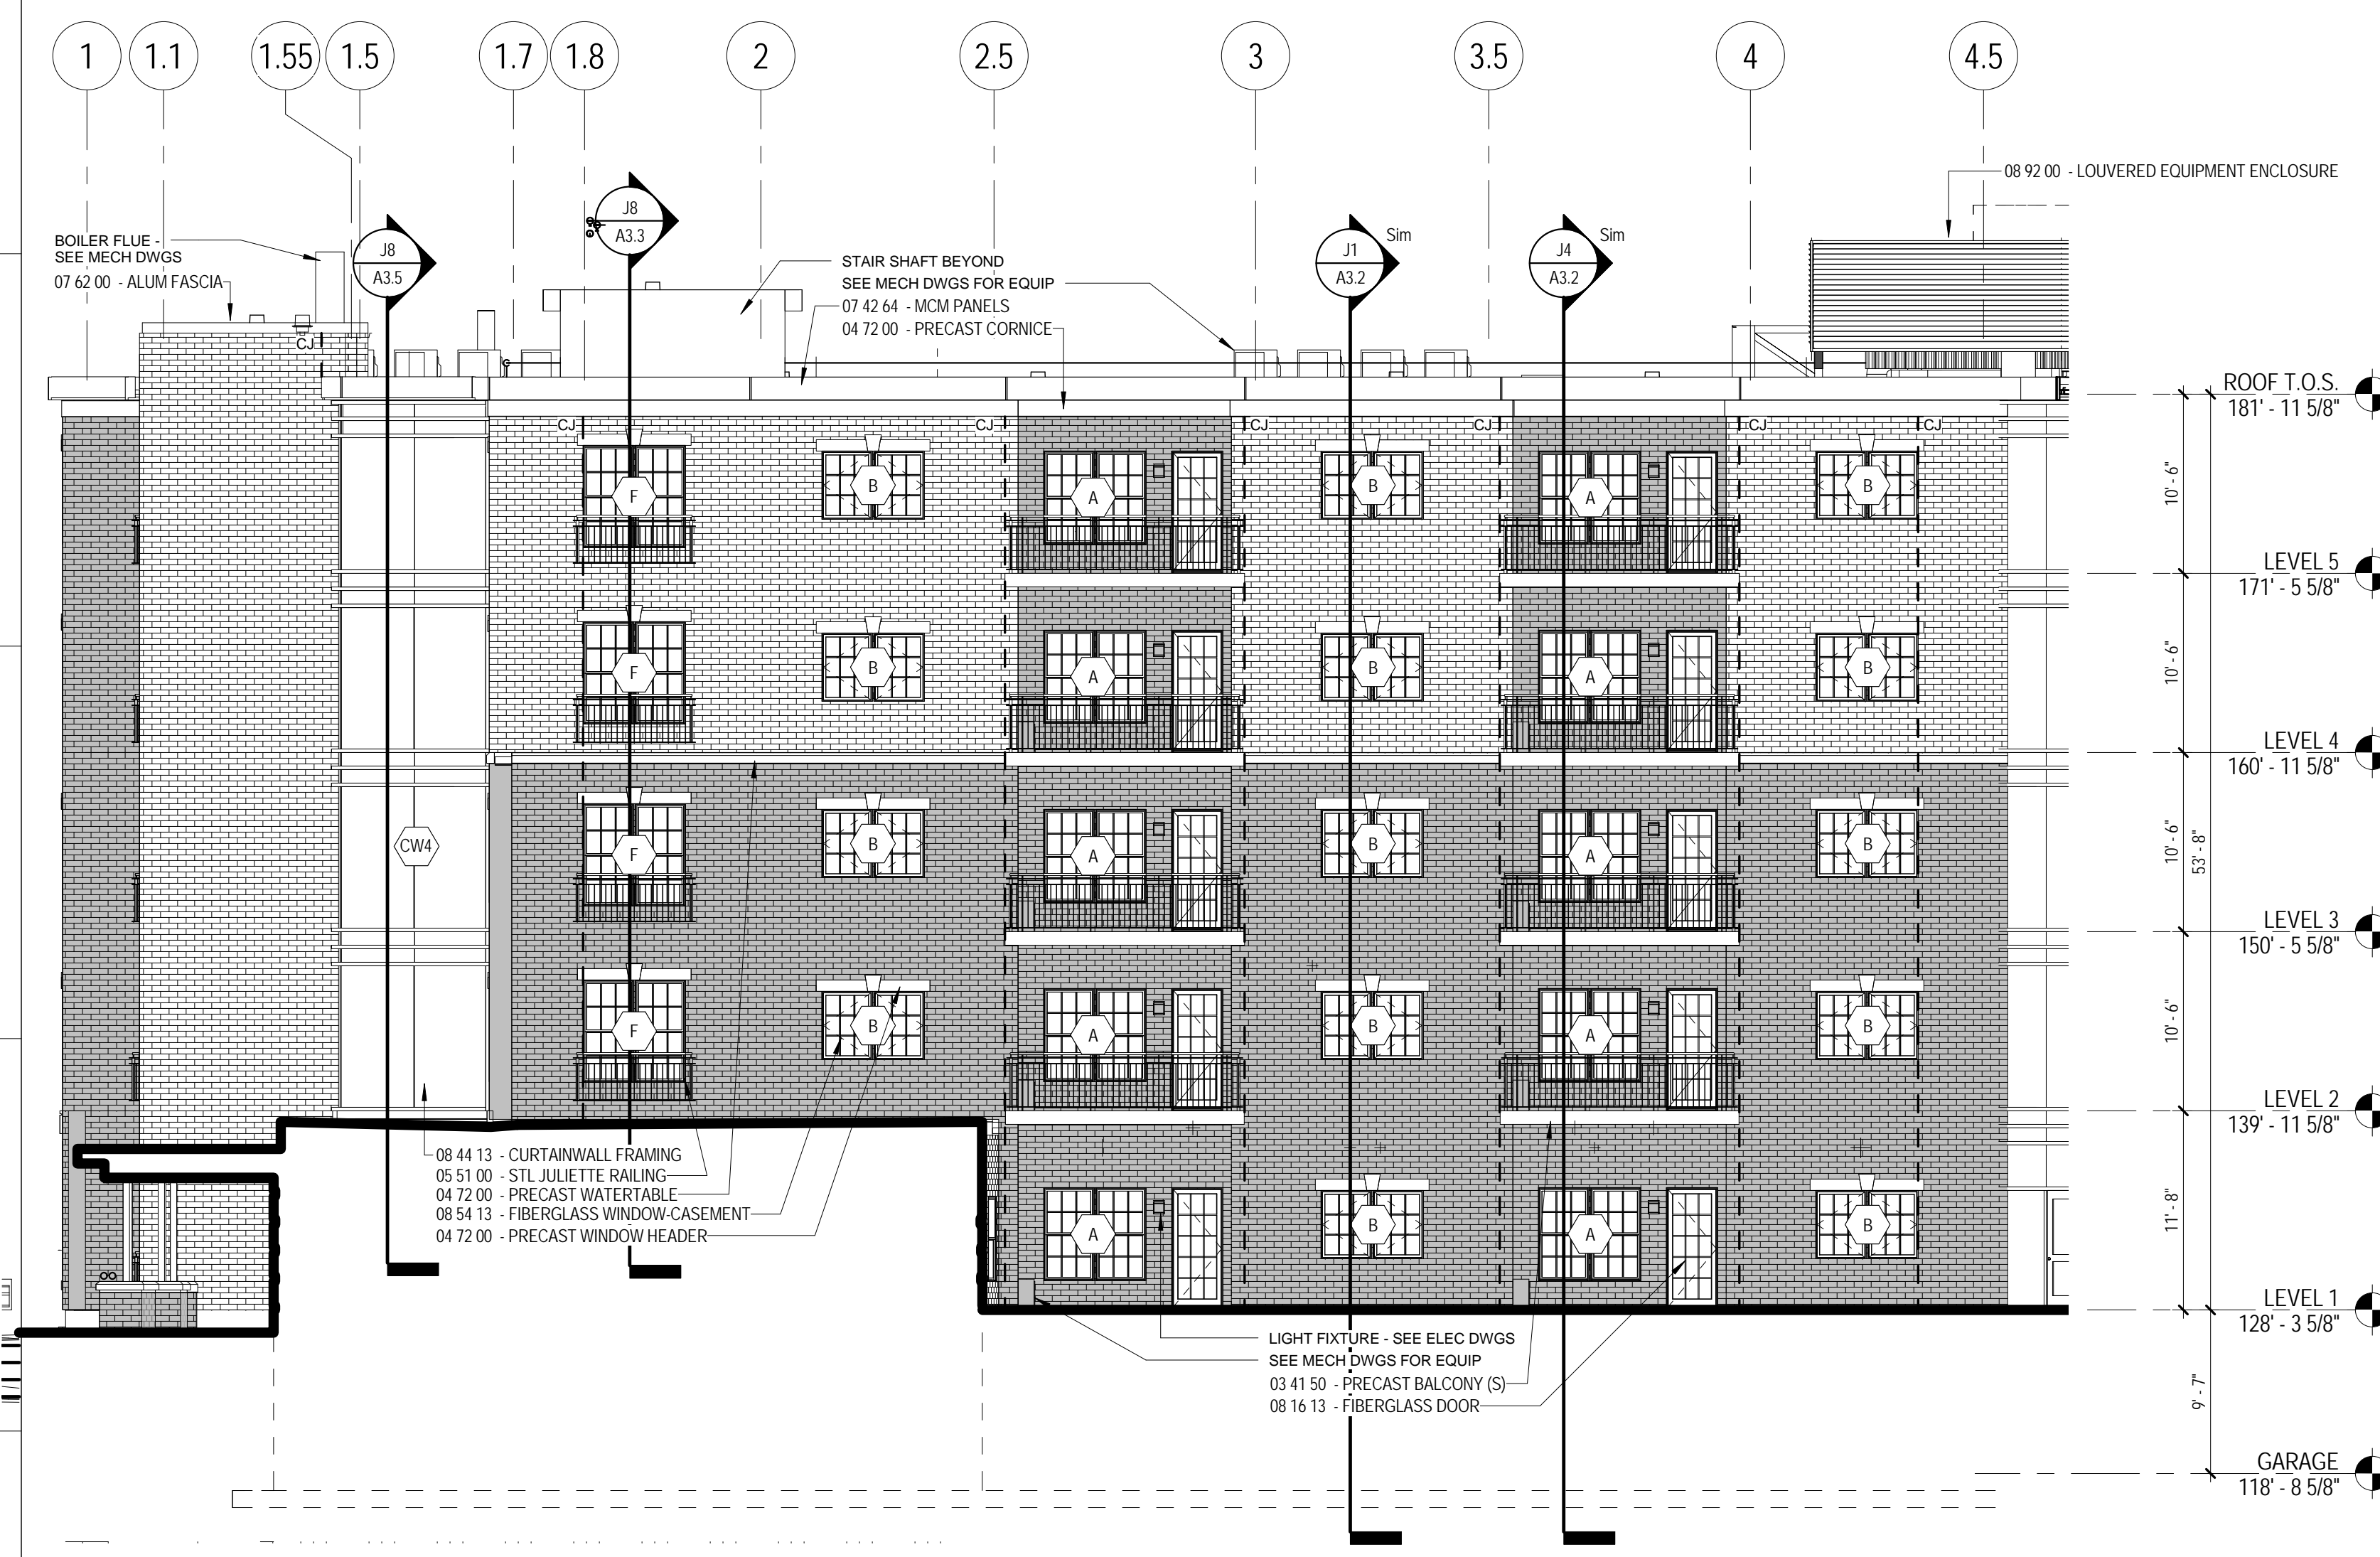 1 1.1 1.55 1.5 1.7 1.8 2 2.5 3 3.5 4 4.5
08 92 00 - LOUVERED EQUIPMENT ENCLOSURE
J8
A3.3
BOILER FLUE -
SEE MECH DWGS
07 62 00 - ALUM FASCIA
J8
A3.5
STAIR SHAFT BEYOND
SEE MECH DWGS FOR EQUIP
07 42 64 - MCM PANELS
04 72 00 - PRECAST CORNICE
J1
A3.2
Sim
J4
A3.2
Sim
CJ
ROOF T.O.S.
181' - 11 5/8"
CJ CJ CJ CJ CJ CJ
F B A B A B
10' - 6"
LEVEL 5
171' - 5 5/8"
F B A B A B
10' - 6"
LEVEL 4
160' - 11 5/8"
CW4
F B A B A B
10' - 6"
53' - 8"
LEVEL 3
150' - 5 5/8"
F B A B A B
10' - 6"
LEVEL 2
139' - 11 5/8"
08 44 13 - CURTAINWALL FRAMING
05 51 00 - STL JULIETTE RAILING
04 72 00 - PRECAST WATERTABLE
08 54 13 - FIBERGLASS WINDOW-CASEMENT
04 72 00 - PRECAST WINDOW HEADER
A B A B
11' - 8"
LEVEL 1
128' - 3 5/8"
LIGHT FIXTURE - SEE ELEC DWGS
SEE MECH DWGS FOR EQUIP
03 41 50 - PRECAST BALCONY (S)
08 16 13 - FIBERGLASS DOOR
9' - 7"
GARAGE
118' - 8 5/8"